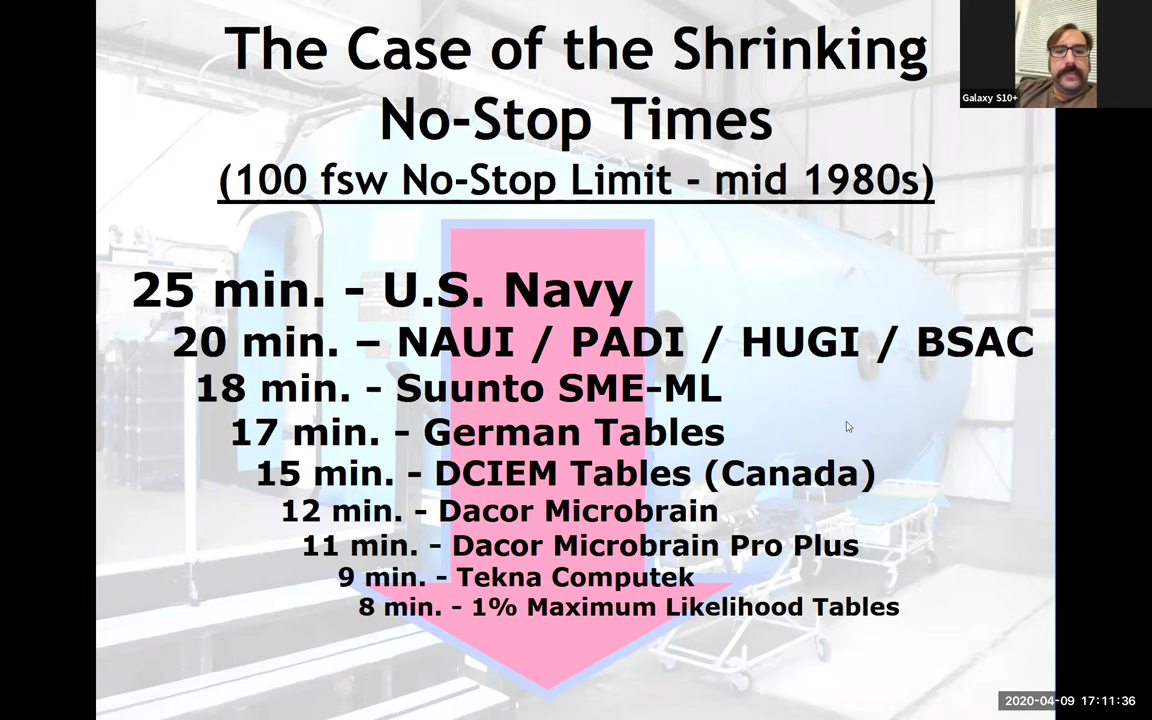 The Case of the Shrinking
No-Stop Times
(100 fsw No-Stop Limit - mid 1980s)
25 min. - U.S. Navy
20 min. – NAUI / PADI / HUGI / BSAC
18 min. - Suunto SME-ML
17 min. - German Tables
15 min. - DCIEM Tables (Canada)
12 min. - Dacor Microbrain
11 min. - Dacor Microbrain Pro Plus
9 min. - Tekna Computek
8 min. - 1% Maximum Likelihood Tables
Galaxy S10+
2020-04-09 17:11:36